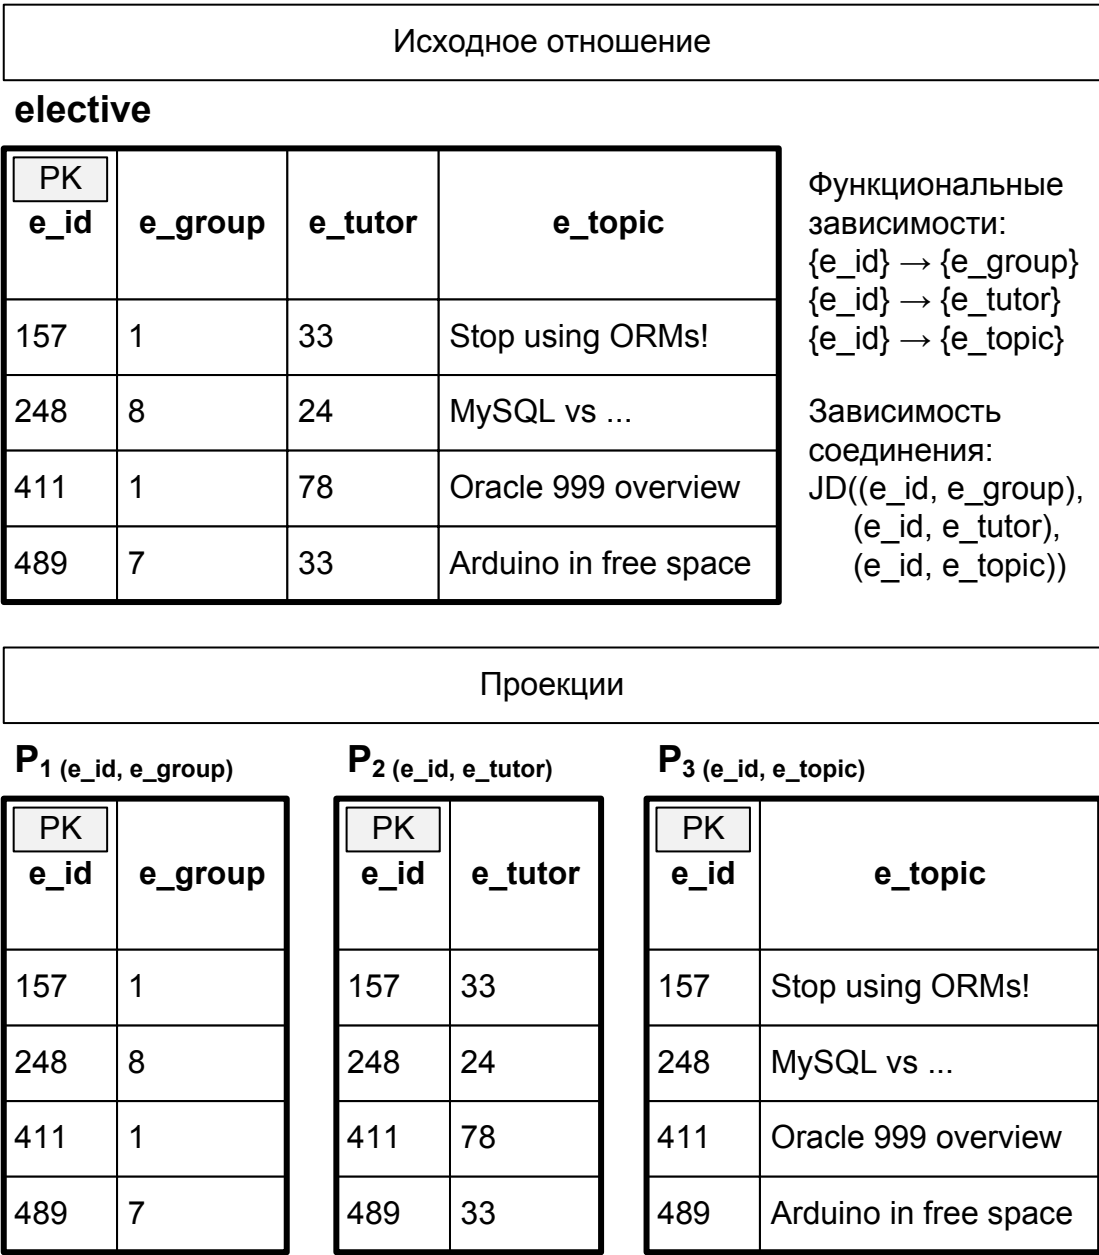 Исходное отношение
elective
PK
e_id e_group e_tutor e_topic
157 1 33 Stop using ORMs!
248 8 24 MySQL vs ...
411 1 78 Oracle 999 overview
489 7 33 Arduino in free space
Функциональные
зависимости:
{e_id} → {e_group}
{e_id} → {e_tutor}
{e_id} → {e_topic}
Зависимость
соединения:
JD((e_id, e_group),
(e_id, e_tutor),
(e_id, e_topic))
Проекции
P1 (e_id, e_group)
PK
e_id e_group
157 1
248 8
411 1
489 7
P2 (e_id, e_tutor)
PK
e_id e_tutor
157 33
248 24
411 78
489 33
P3 (e_id, e_topic)
PK
e_id e_topic
157 Stop using ORMs!
248 MySQL vs ...
411 Oracle 999 overview
489 Arduino in free space